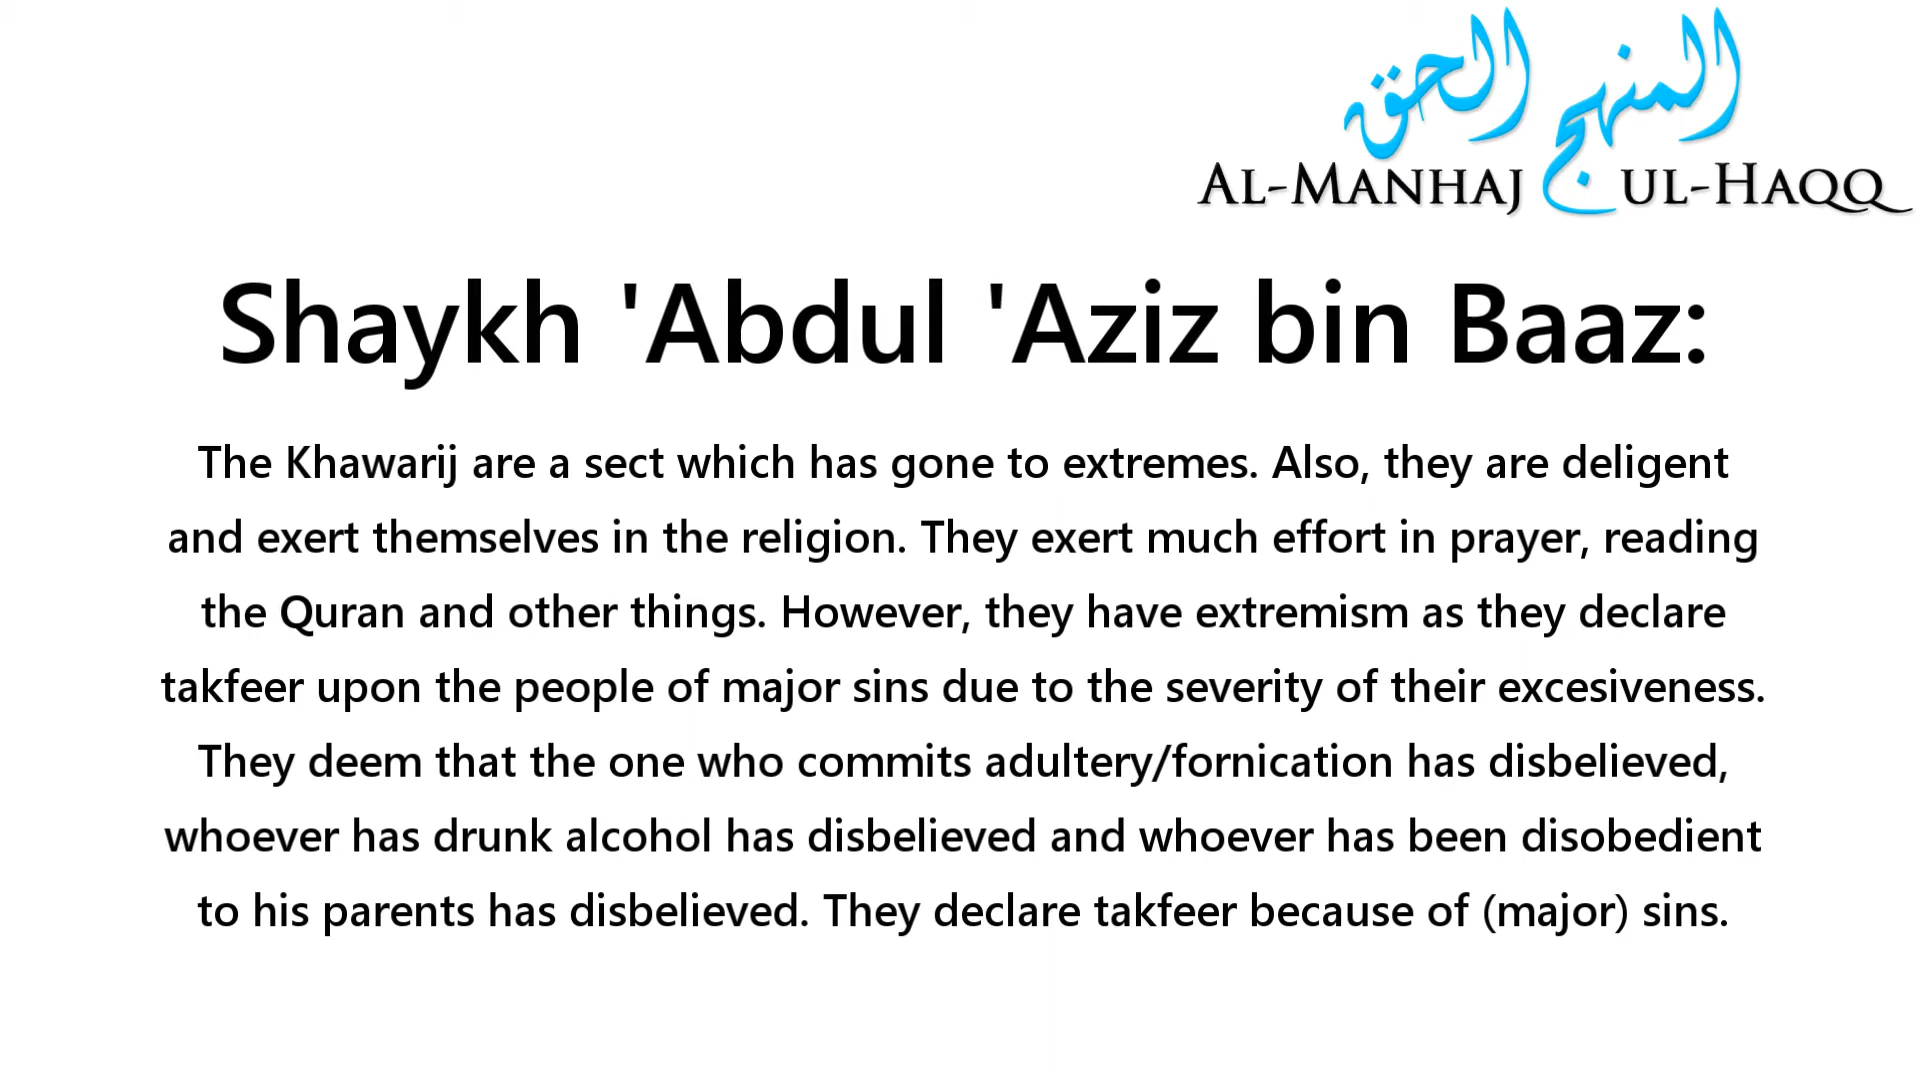 المنهج الحق
AL-MANHAJ UL-HAQQ
Shaykh 'Abdul 'Aziz bin Baaz:
The Khawarij are a sect which has gone to extremes. Also, they are deligent
and exert themselves in the religion. They exert much effort in prayer, reading
the Quran and other things. However, they have extremism as they declare
takfeer upon the people of major sins due to the severity of their excesiveness.
They deem that the one who commits adultery/fornication has disbelieved,
whoever has drunk alcohol has disbelieved and whoever has been disobedient
to his parents has disbelieved. They declare takfeer because of (major) sins.